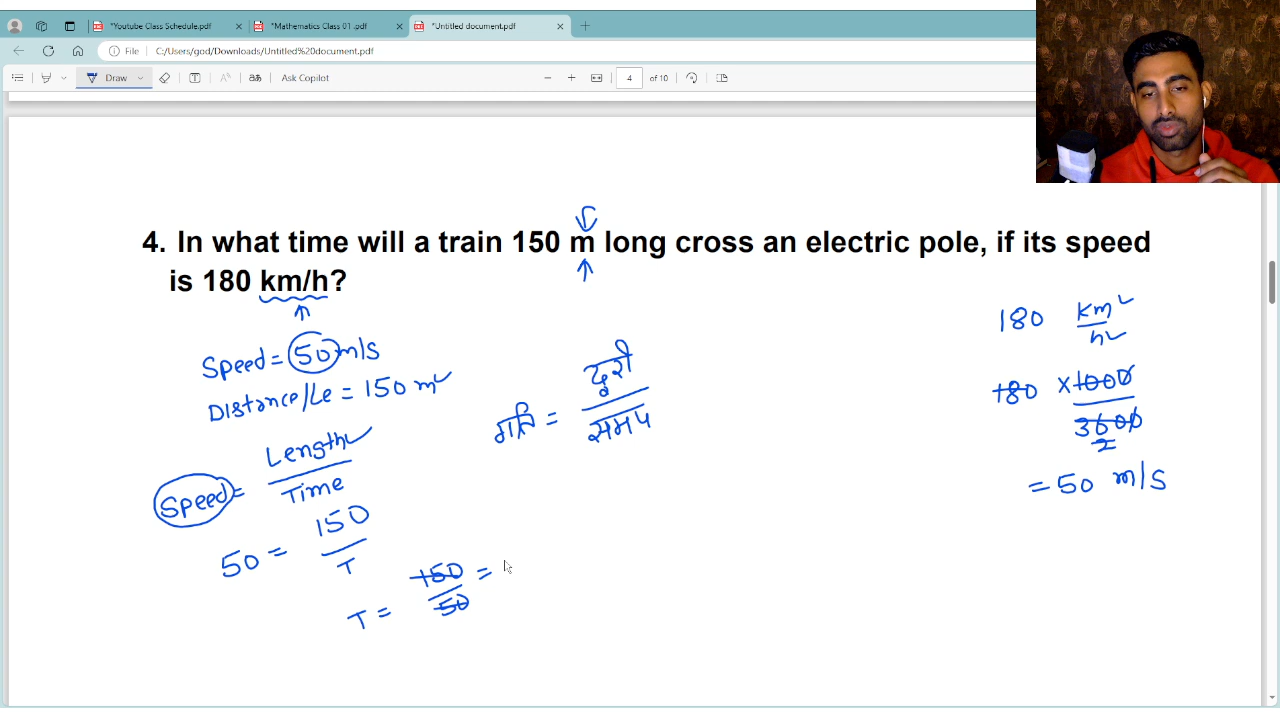 *Youtube Class Schedule.pdf
*Mathematics Class 01 .pdf
*Untitled document.pdf
File C:/Users/god/Downloads/Untitled%20document.pdf
Draw
Ask Copilot
4 of 10
4. In what time will a train 150 m long cross an electric pole, if its speed
is 180 km/h?
Speed = 50 m/s
Distance/Le = 150 m
Speed = Length/Time
50 = 150/T
T = 150/50 =
गति = दूरी/समय
180 km/hr
180 × 1000/3600
2
= 50 m/s